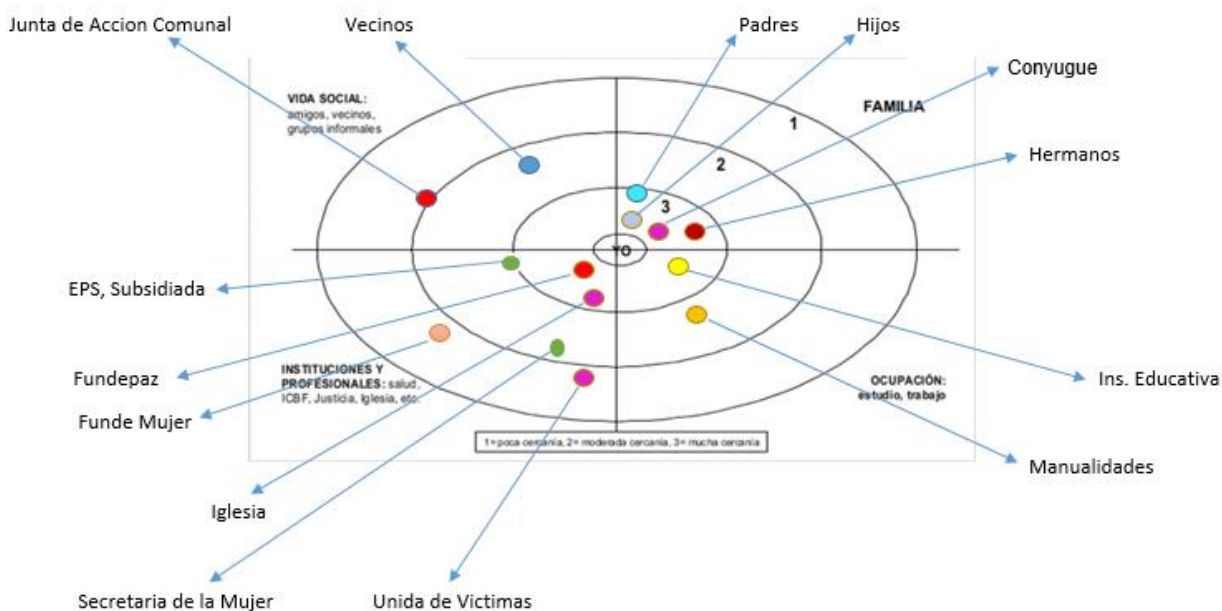 Junta de Accion Comunal
Vecinos
Padres
Hijos
Conyugue
VIDA SOCIAL:
amigos, vecinos,
grupos informales
FAMILIA
1
2
3
Hermanos
YO
EPS, Subsidiada
Fundepaz
Funde Mujer
INSTITUCIONES Y
PROFESIONALES: salud,
ICBF, Justicia, Iglesia, etc.
OCUPACIÓN:
estudio, trabajo
Ins. Educativa
1= poca cercanía, 2= moderada cercanía, 3= mucha cercanía
Manualidades
Iglesia
Secretaria de la Mujer
Unida de Victimas